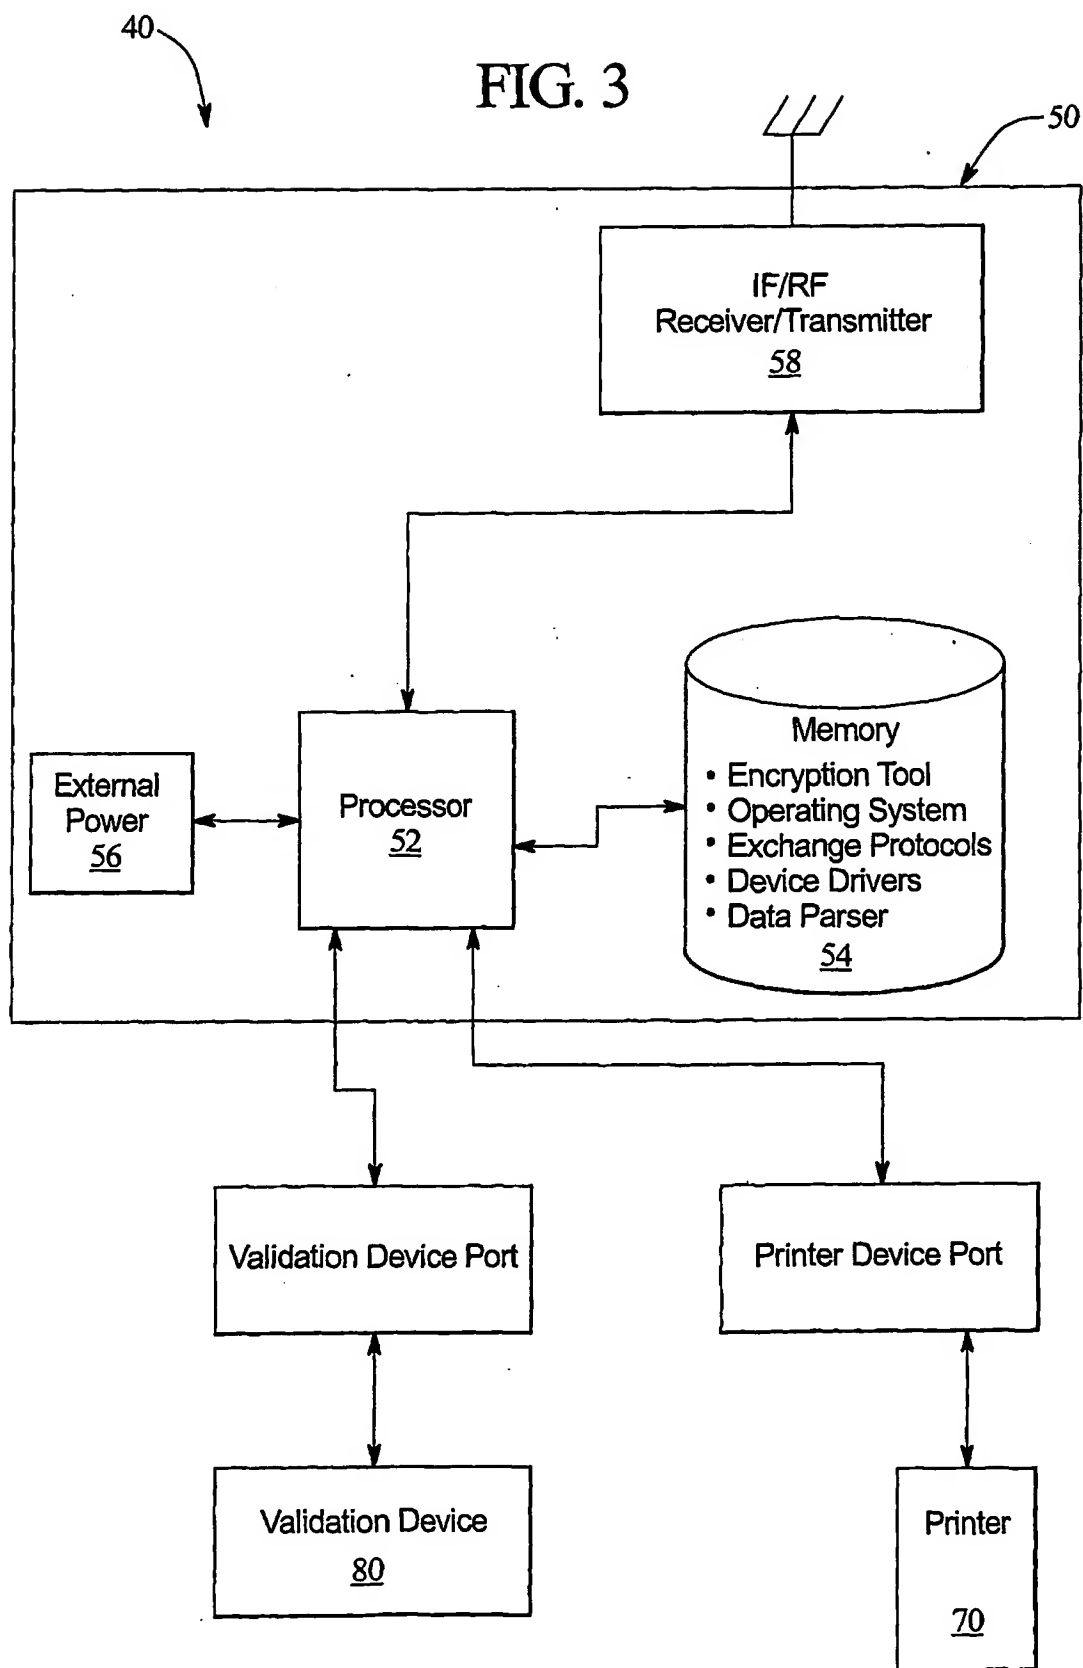 40
FIG. 3
50
IF/RF
Receiver/Transmitter
58
Memory
• Encryption Tool
• Operating System
• Exchange Protocols
• Device Drivers
• Data Parser
54
External
Power
56
Processor
52
Validation Device Port
Printer Device Port
Validation Device
80
Printer
70